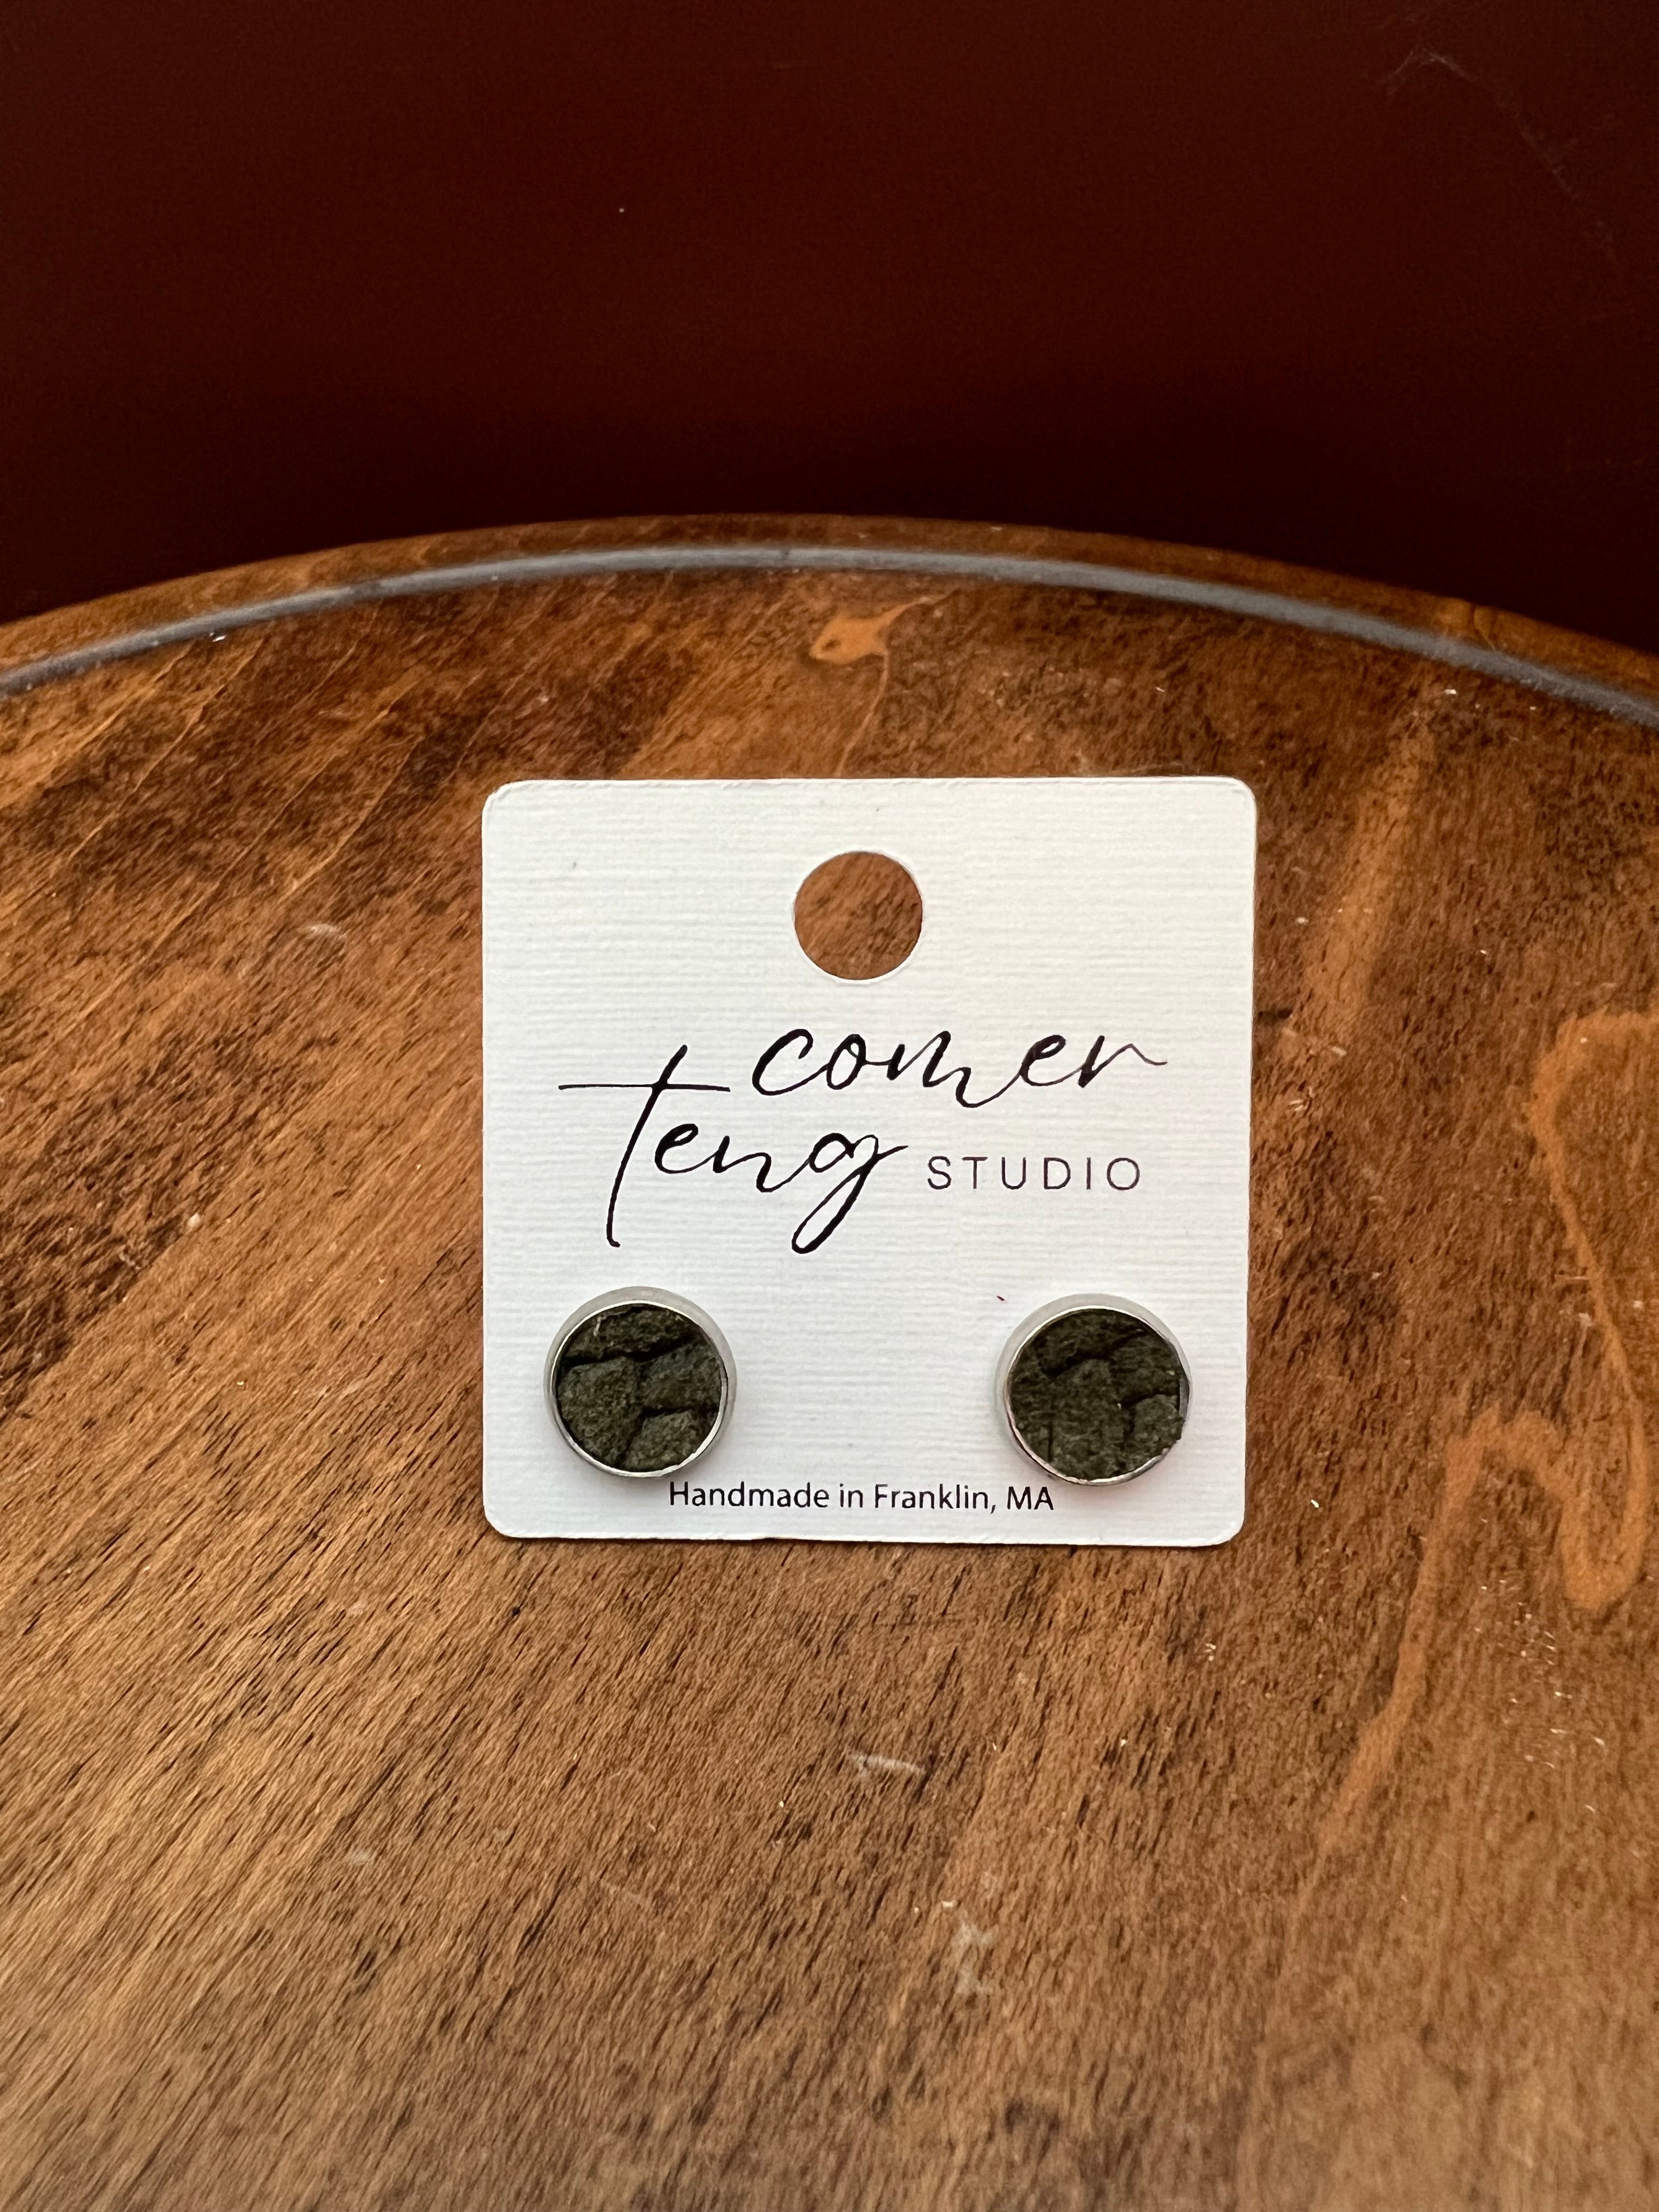 comer
teng STUDIO
Handmade in Franklin, MA